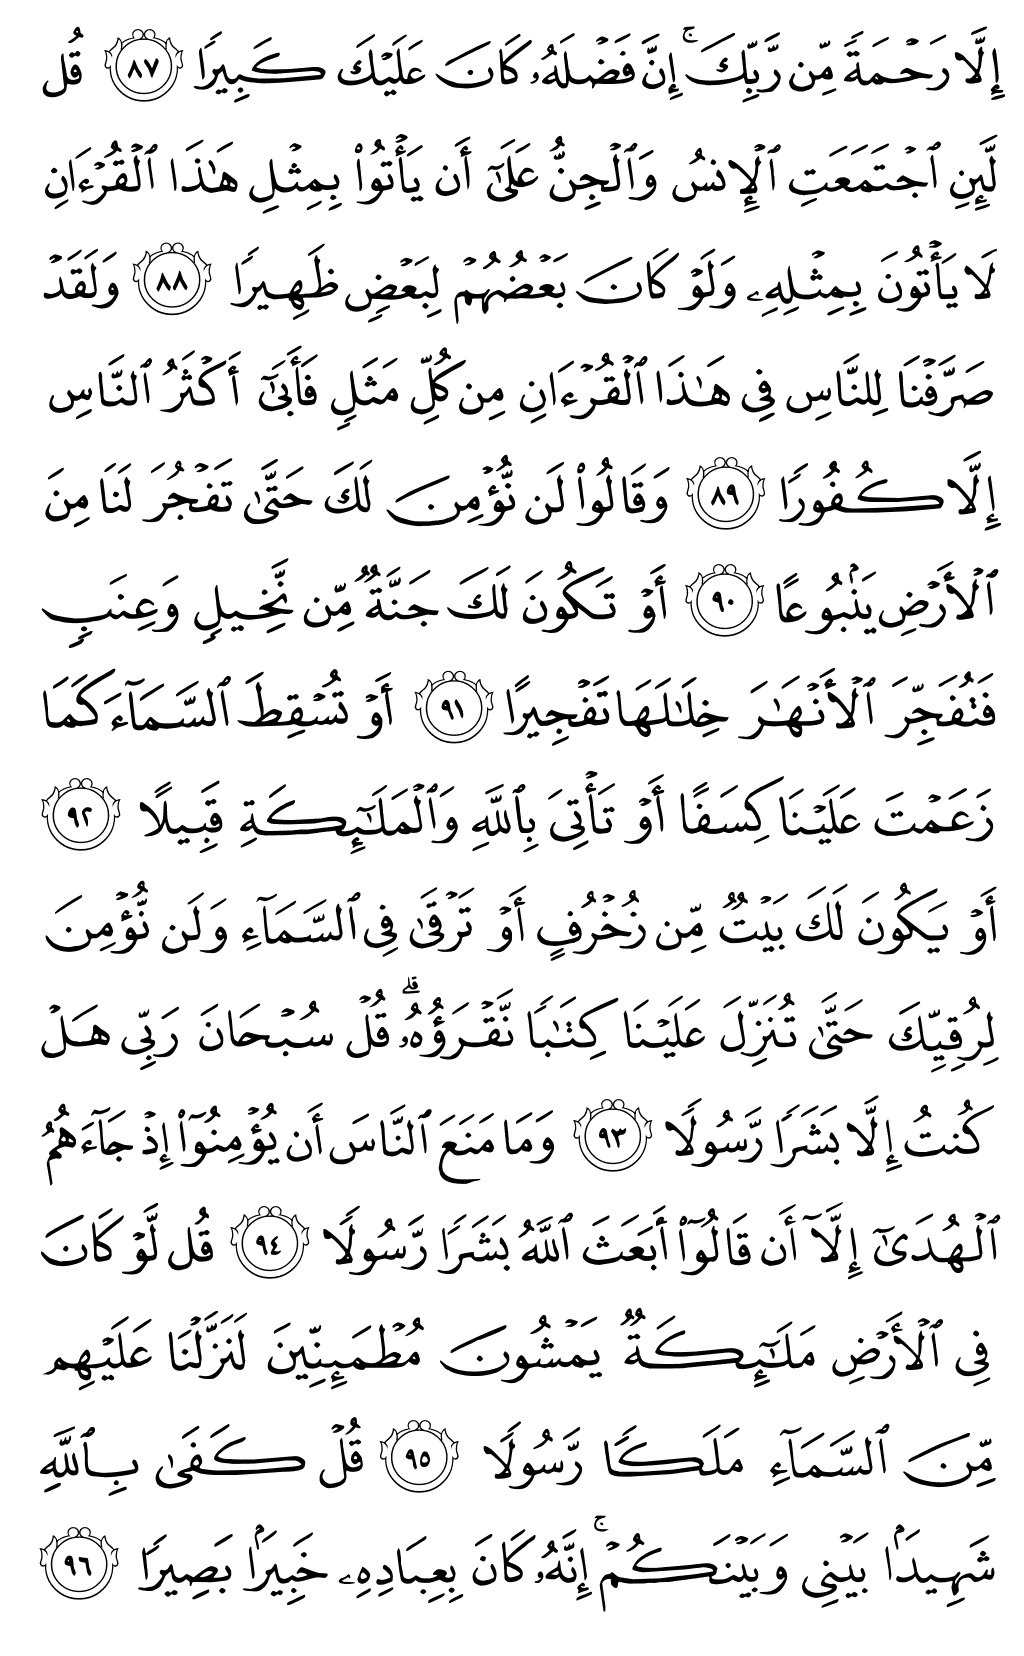 إِلَّا رَحْمَةً مِّن رَّبِّكَ ۚ إِنَّ فَضْلَهُۥ كَانَ عَلَيْكَ كَبِيرًا ٨٧ قُل
لَّئِنِ ٱجْتَمَعَتِ ٱلْإِنسُ وَٱلْجِنُّ عَلَىٰٓ أَن يَأْتُوا۟ بِمِثْلِ هَـٰذَا ٱلْقُرْءَانِ
لَا يَأْتُونَ بِمِثْلِهِۦ وَلَوْ كَانَ بَعْضُهُمْ لِبَعْضٍ ظَهِيرًا ٨٨ وَلَقَدْ
صَرَّفْنَا لِلنَّاسِ فِى هَـٰذَا ٱلْقُرْءَانِ مِن كُلِّ مَثَلٍ فَأَبَىٰٓ أَكْثَرُ ٱلنَّاسِ
إِلَّا كُفُورًا ٨٩ وَقَالُوا۟ لَن نُّؤْمِنَ لَكَ حَتَّىٰ تَفْجُرَ لَنَا مِنَ
ٱلْأَرْضِ يَنۢبُوعًا ٩٠ أَوْ تَكُونَ لَكَ جَنَّةٌ مِّن نَّخِيلٍ وَعِنَبٍ
فَتُفَجِّرَ ٱلْأَنْهَـٰرَ خِلَـٰلَهَا تَفْجِيرًا ٩١ أَوْ تُسْقِطَ ٱلسَّمَآءَ كَمَا
زَعَمْتَ عَلَيْنَا كِسَفًا أَوْ تَأْتِىَ بِٱللَّهِ وَٱلْمَلَـٰٓئِكَةِ قَبِيلًا ٩٢
أَوْ يَكُونَ لَكَ بَيْتٌ مِّن زُخْرُفٍ أَوْ تَرْقَىٰ فِى ٱلسَّمَآءِ وَلَن نُّؤْمِنَ
لِرُقِيِّكَ حَتَّىٰ تُنَزِّلَ عَلَيْنَا كِتَـٰبًا نَّقْرَؤُهُۥ ۗ قُلْ سُبْحَانَ رَبِّى هَلْ
كُنتُ إِلَّا بَشَرًا رَّسُولًا ٩٣ وَمَا مَنَعَ ٱلنَّاسَ أَن يُؤْمِنُوٓا۟ إِذْ جَآءَهُمُ
ٱلْهُدَىٰٓ إِلَّآ أَن قَالُوٓا۟ أَبَعَثَ ٱللَّهُ بَشَرًا رَّسُولًا ٩٤ قُل لَّوْ كَانَ
فِى ٱلْأَرْضِ مَلَـٰٓئِكَةٌ يَمْشُونَ مُطْمَئِنِّينَ لَنَزَّلْنَا عَلَيْهِم
مِّنَ ٱلسَّمَآءِ مَلَكًا رَّسُولًا ٩٥ قُلْ كَفَىٰ بِٱللَّهِ
شَهِيدًۢا بَيْنِى وَبَيْنَكُمْ ۚ إِنَّهُۥ كَانَ بِعِبَادِهِۦ خَبِيرًۢا بَصِيرًا ٩٦